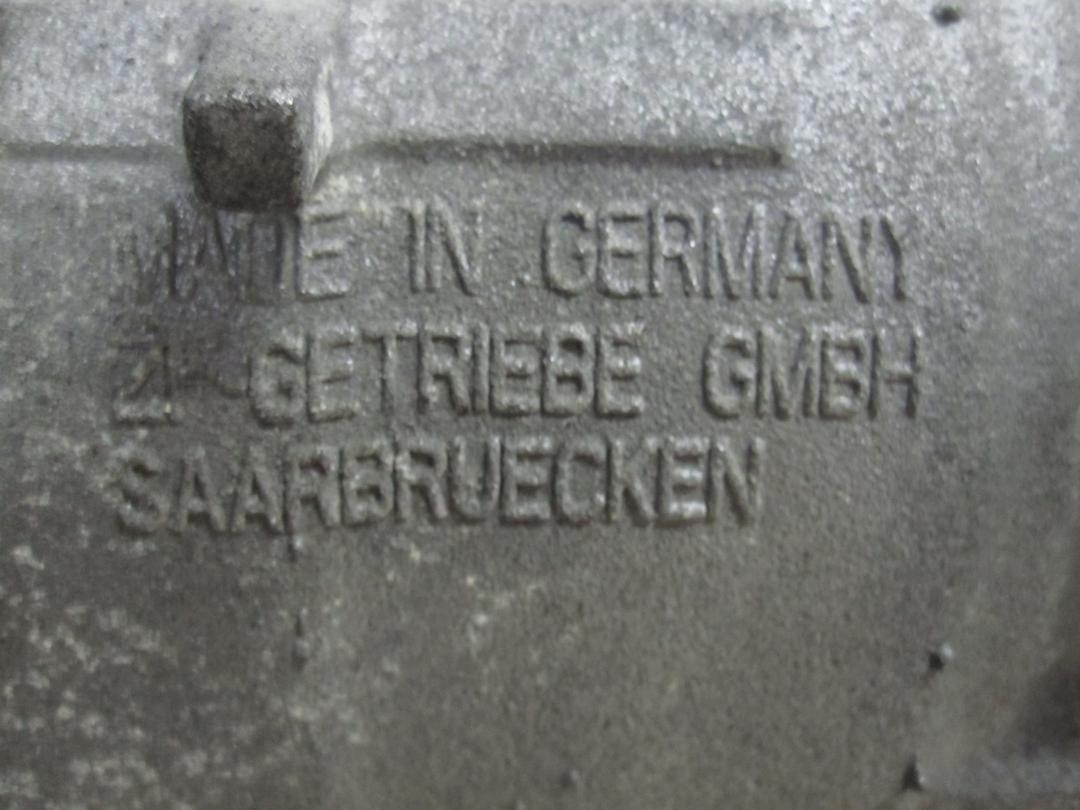 MADE IN GERMANY
ZF-GETRIEBE GMBH
SAARBRUECKEN